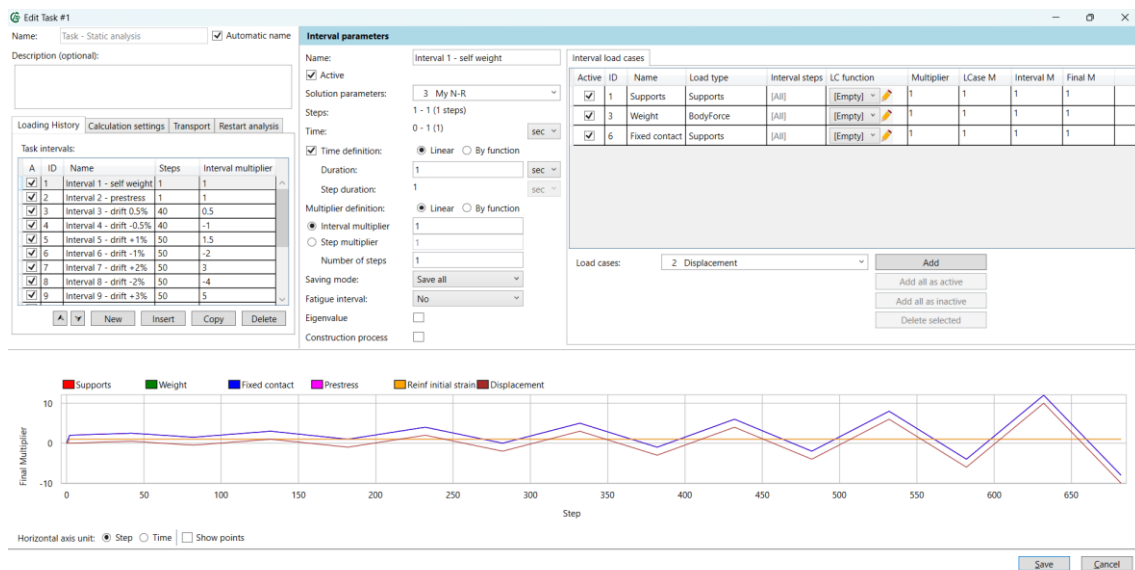 Edit Task #1
Name: Task - Static analysis Automatic name
Description (optional):
Loading History Calculation settings Transport Restart analysis
Task intervals:
A ID Name Steps Interval multiplier
1 Interval 1 - self weight 1 1
2 Interval 2 - prestress 1 1
3 Interval 3 - drift 0.5% 40 0.5
4 Interval 4 - drift -0.5% 40 -1
5 Interval 5 - drift +1% 50 1.5
6 Interval 6 - drift -1% 50 -2
7 Interval 7 - drift +2% 50 3
8 Interval 8 - drift -2% 50 -4
9 Interval 9 - drift +3% 50 5
New Insert Copy Delete
Interval parameters
Name: Interval 1 - self weight
Active
Solution parameters: 3 My N-R
Steps: 1 - 1 (1 steps)
Time: 0 - 1 (1) sec
Time definition: Linear By function
Duration: 1 sec
Step duration: 1 sec
Multiplier definition: Linear By function
Interval multiplier 1
Step multiplier 1
Number of steps 1
Saving mode: Save all
Fatigue interval: No
Eigenvalue
Construction process
Interval load cases
Active ID Name Load type Interval steps LC function Multiplier LCase M Interval M Final M
1 Supports Supports [All] [Empty] 1 1 1 1
3 Weight BodyForce [All] [Empty] 1 1 1 1
6 Fixed contact Supports [All] [Empty] 1 1 1 1
Load cases: 2 Displacement Add
Add all as active
Add all as inactive
Delete selected
Supports Weight Fixed contact Prestress Reinf initial strain Displacement
Final Multiplier
10
0
-10
0 50 100 150 200 250 300 350 400 450 500 550 600 650
Step
Horizontal axis unit: Step Time Show points
Save Cancel